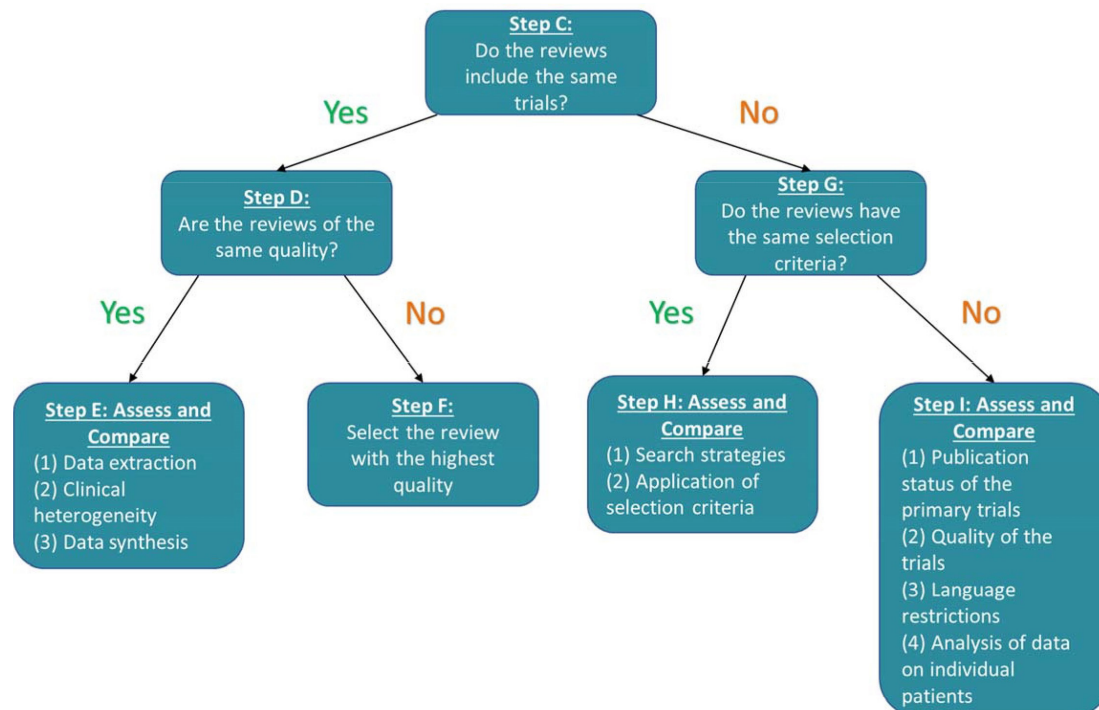 Step C:
Do the reviews
include the same
trials?
Yes
No
Step D:
Are the reviews of the
same quality?
Step G:
Do the reviews have
the same selection
criteria?
Yes
No
Yes
No
Step E: Assess and
Compare
(1) Data extraction
(2) Clinical
heterogeneity
(3) Data synthesis
Step F:
Select the review
with the highest
quality
Step H: Assess and
Compare
(1) Search strategies
(2) Application of
selection criteria
Step I: Assess and
Compare
(1) Publication
status of the
primary trials
(2) Quality of the
trials
(3) Language
restrictions
(4) Analysis of data
on individual
patients